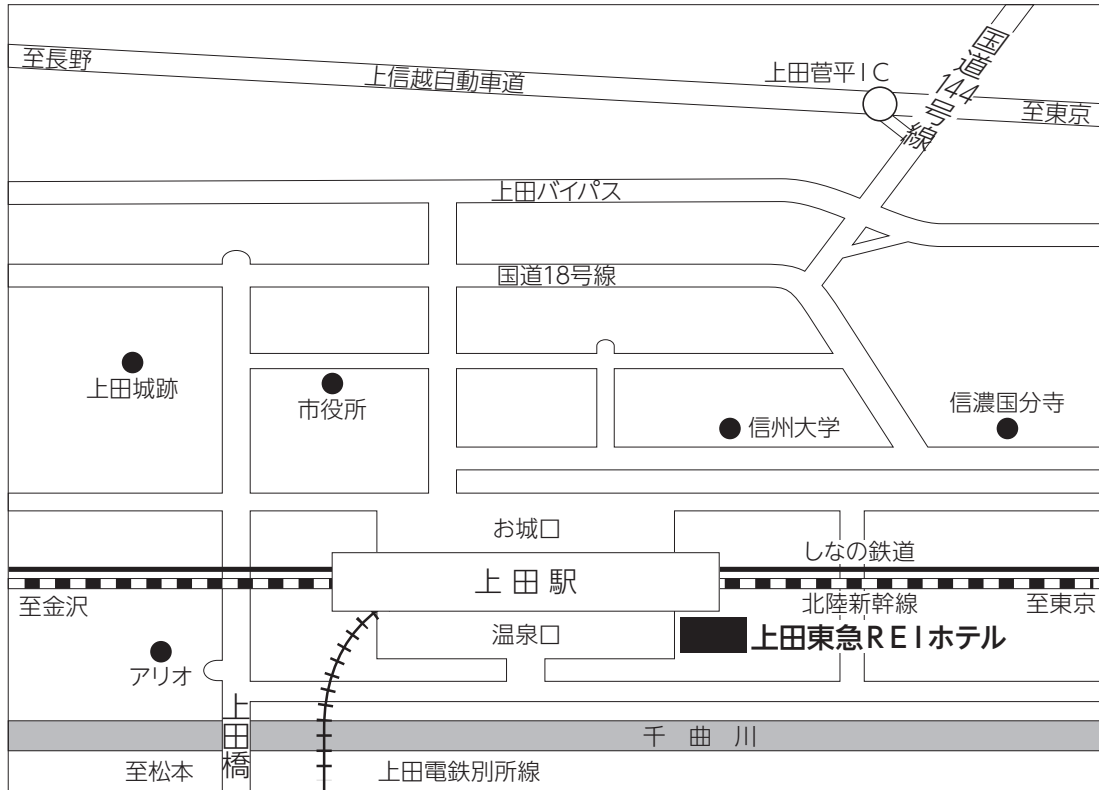 至長野
上信越自動車道
上田菅平IC
国道144号線
至東京
上田バイパス
国道18号線
上田城跡
市役所
信州大学
信濃国分寺
お城口
しなの鉄道
上田駅
至金沢
北陸新幹線
至東京
温泉口
上田東急REIホテル
アリオ
上田橋
千曲川
至松本
上田電鉄別所線